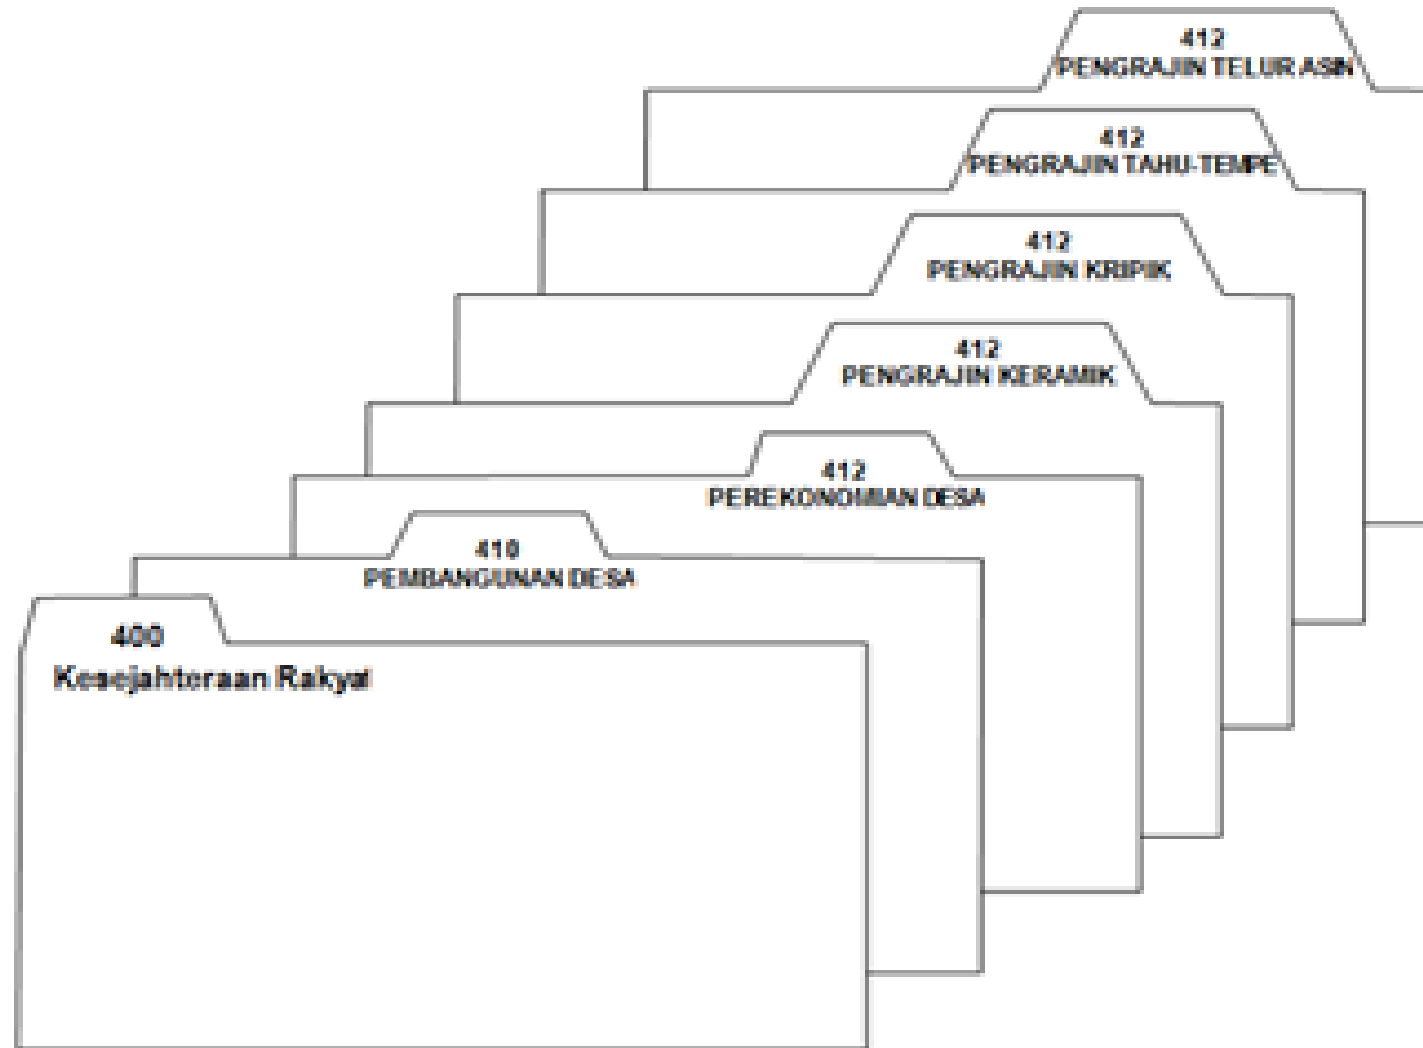 412
PENGRAJIN TELUR ASIN
412
PENGRAJIN TAHU-TEMPE
412
PENGRAJIN KRIPIK
412
PENGRAJIN KERAMIK
412
PEREKONOMIAN DESA
410
PEMBANGUNAN DESA
400
Kesejahteraan Rakyat